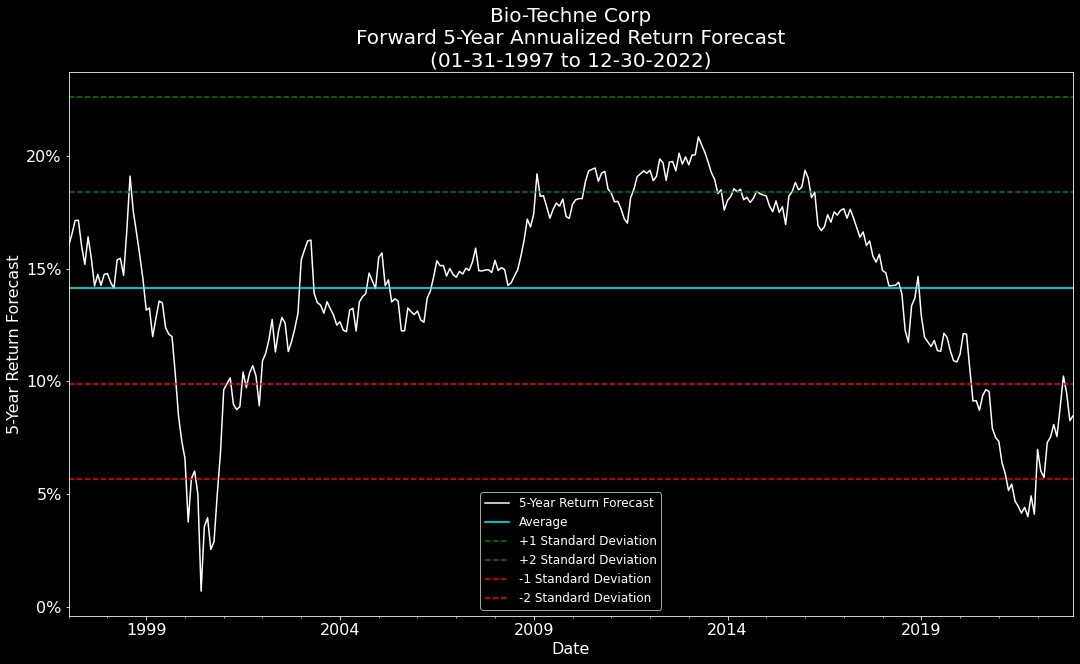 Bio-Techne Corp
Forward 5-Year Annualized Return Forecast
(01-31-1997 to 12-30-2022)
5-Year Return Forecast
20%
15%
10%
5%
0%
5-Year Return Forecast
Average
+1 Standard Deviation
+2 Standard Deviation
-1 Standard Deviation
-2 Standard Deviation
1999 2004 2009 2014 2019
Date